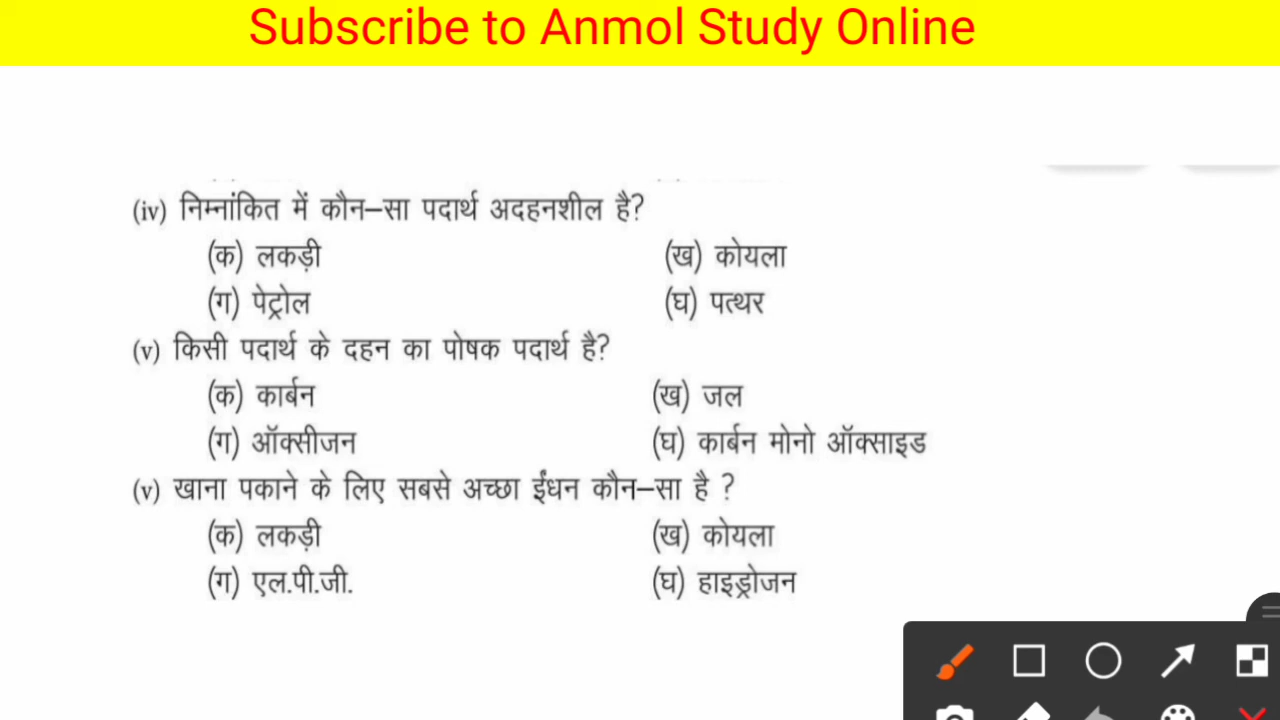 Subscribe to Anmol Study Online
(iv) निम्नांकित में कौन–सा पदार्थ अदहनशील है?
(क) लकड़ी (ख) कोयला
(ग) पेट्रोल (घ) पत्थर
(v) किसी पदार्थ के दहन का पोषक पदार्थ है?
(क) कार्बन (ख) जल
(ग) ऑक्सीजन (घ) कार्बन मोनो ऑक्साइड
(v) खाना पकाने के लिए सबसे अच्छा ईंधन कौन–सा है ?
(क) लकड़ी (ख) कोयला
(ग) एल.पी.जी. (घ) हाइड्रोजन